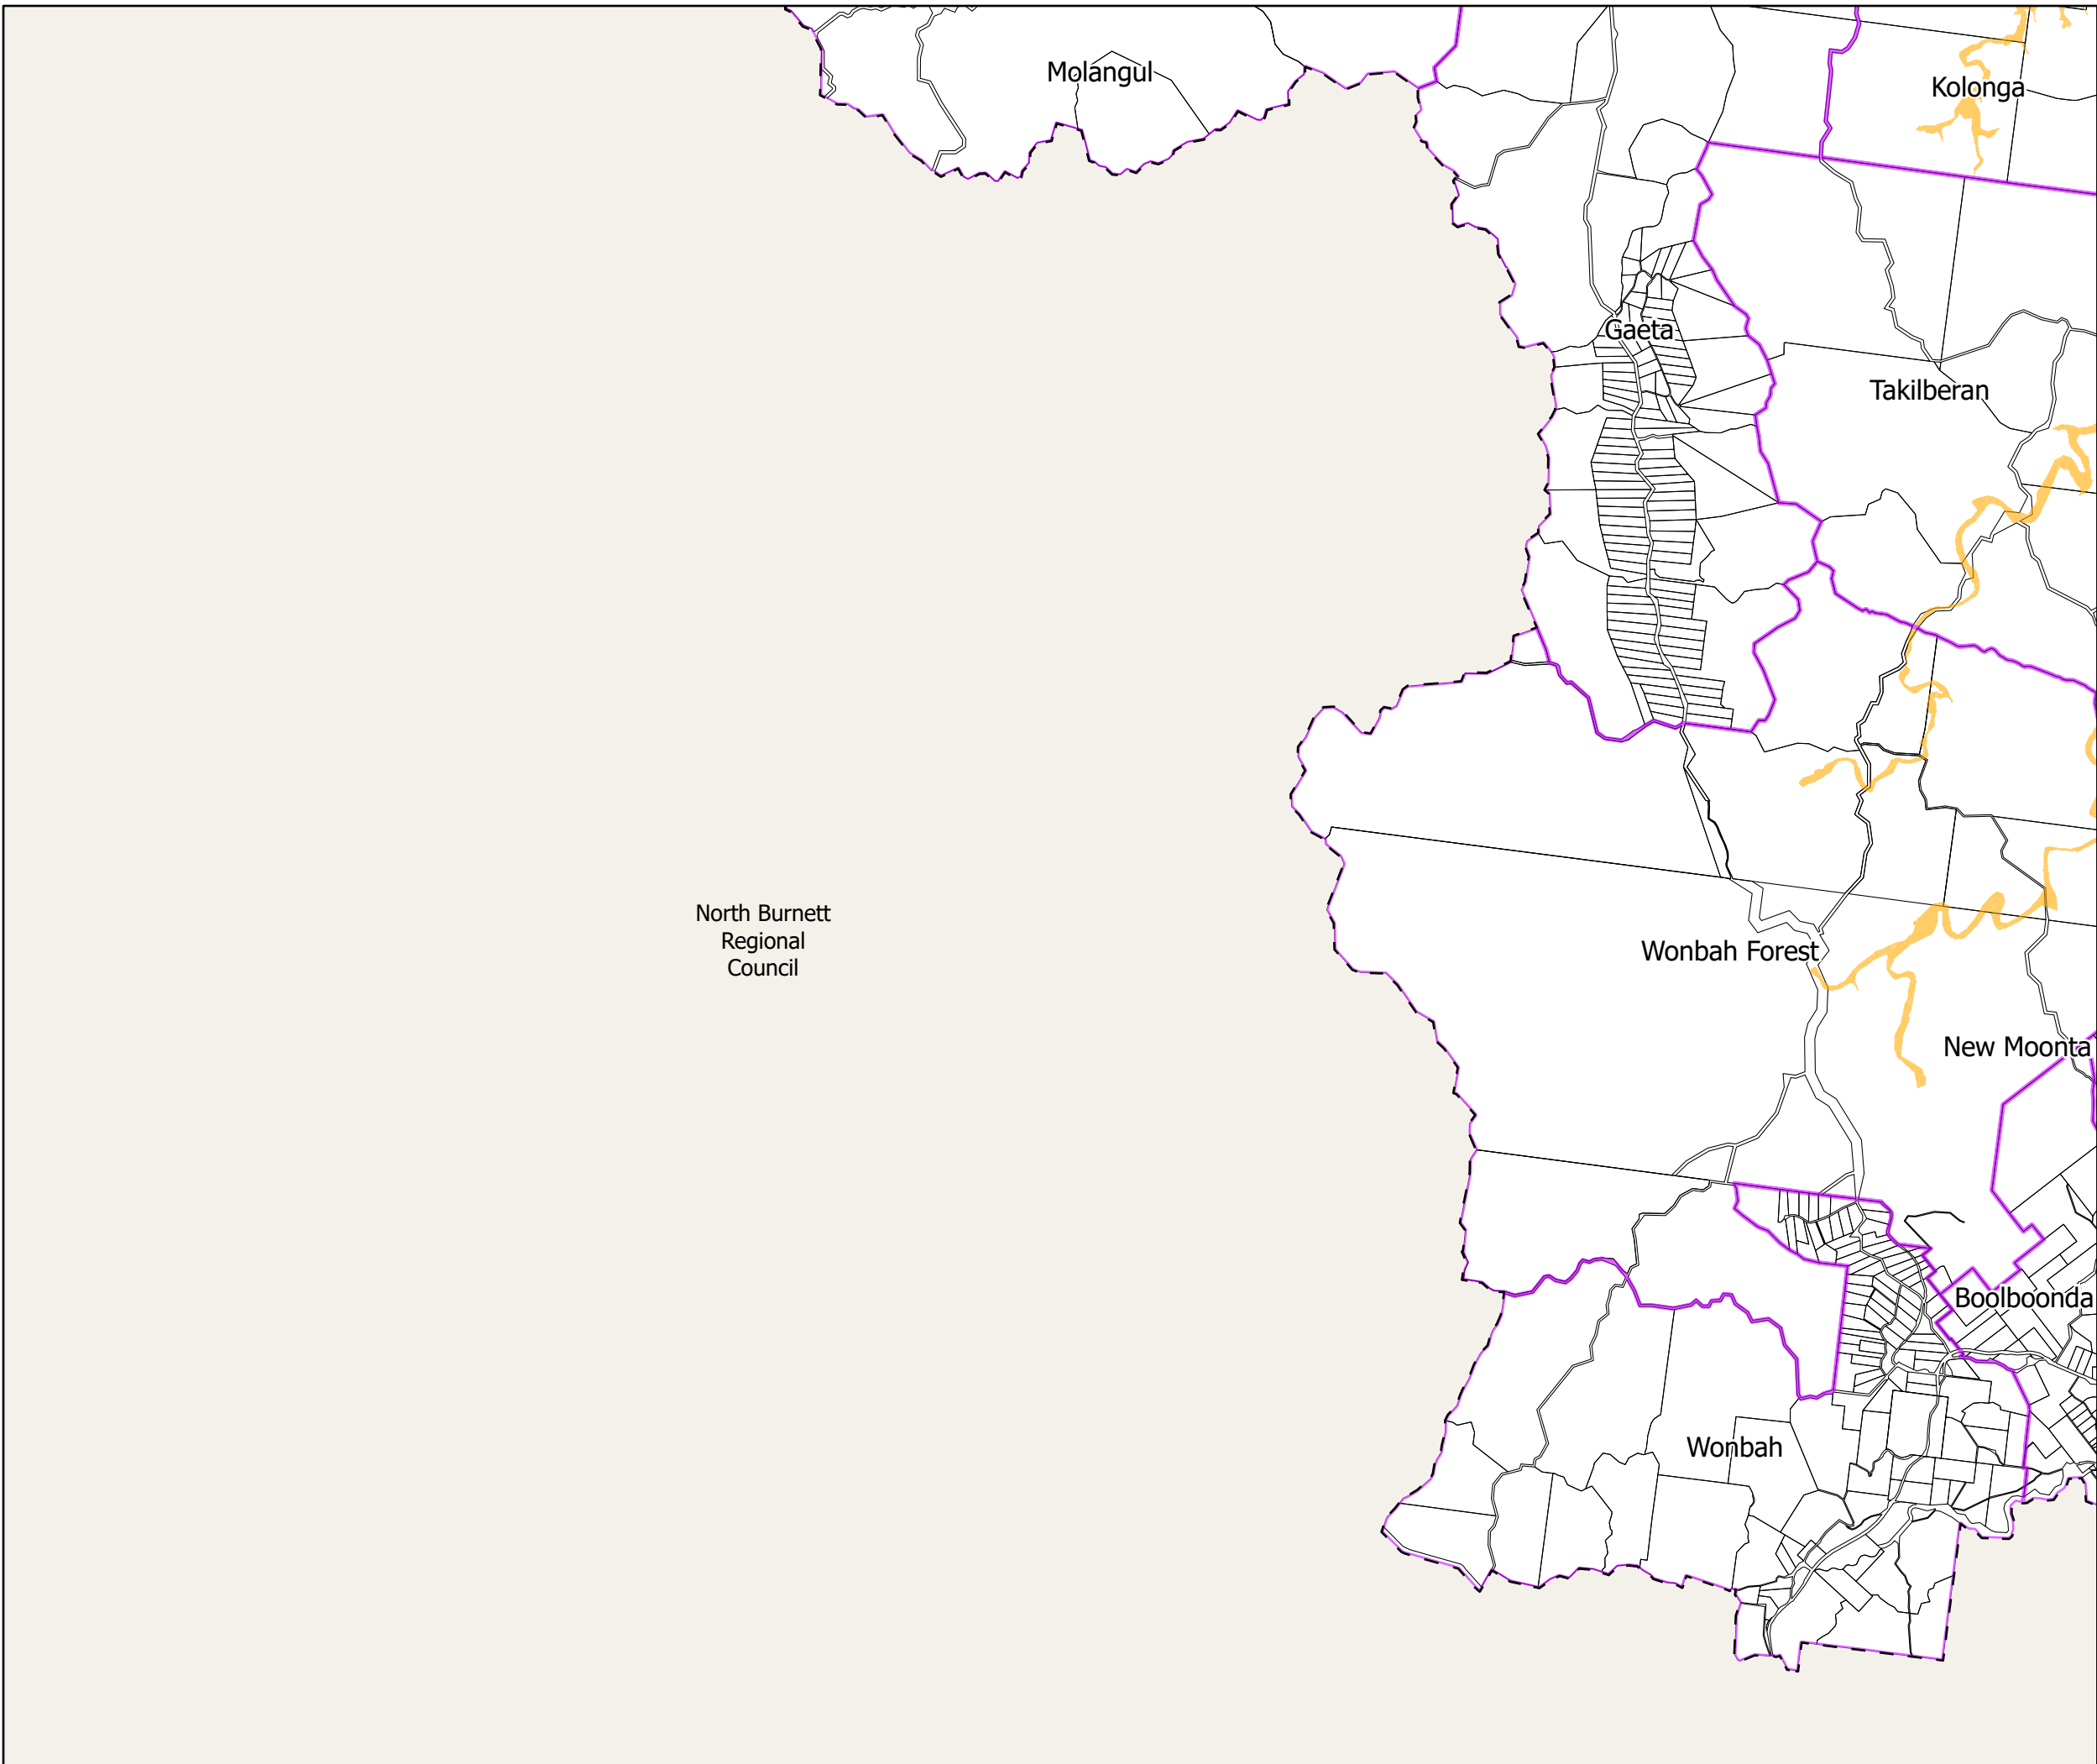 Molangul
Kolonga
Gaeta
Takilberan
North Burnett
Regional
Council
Wonbah Forest
New Moonta
Boolboonda
Wonbah